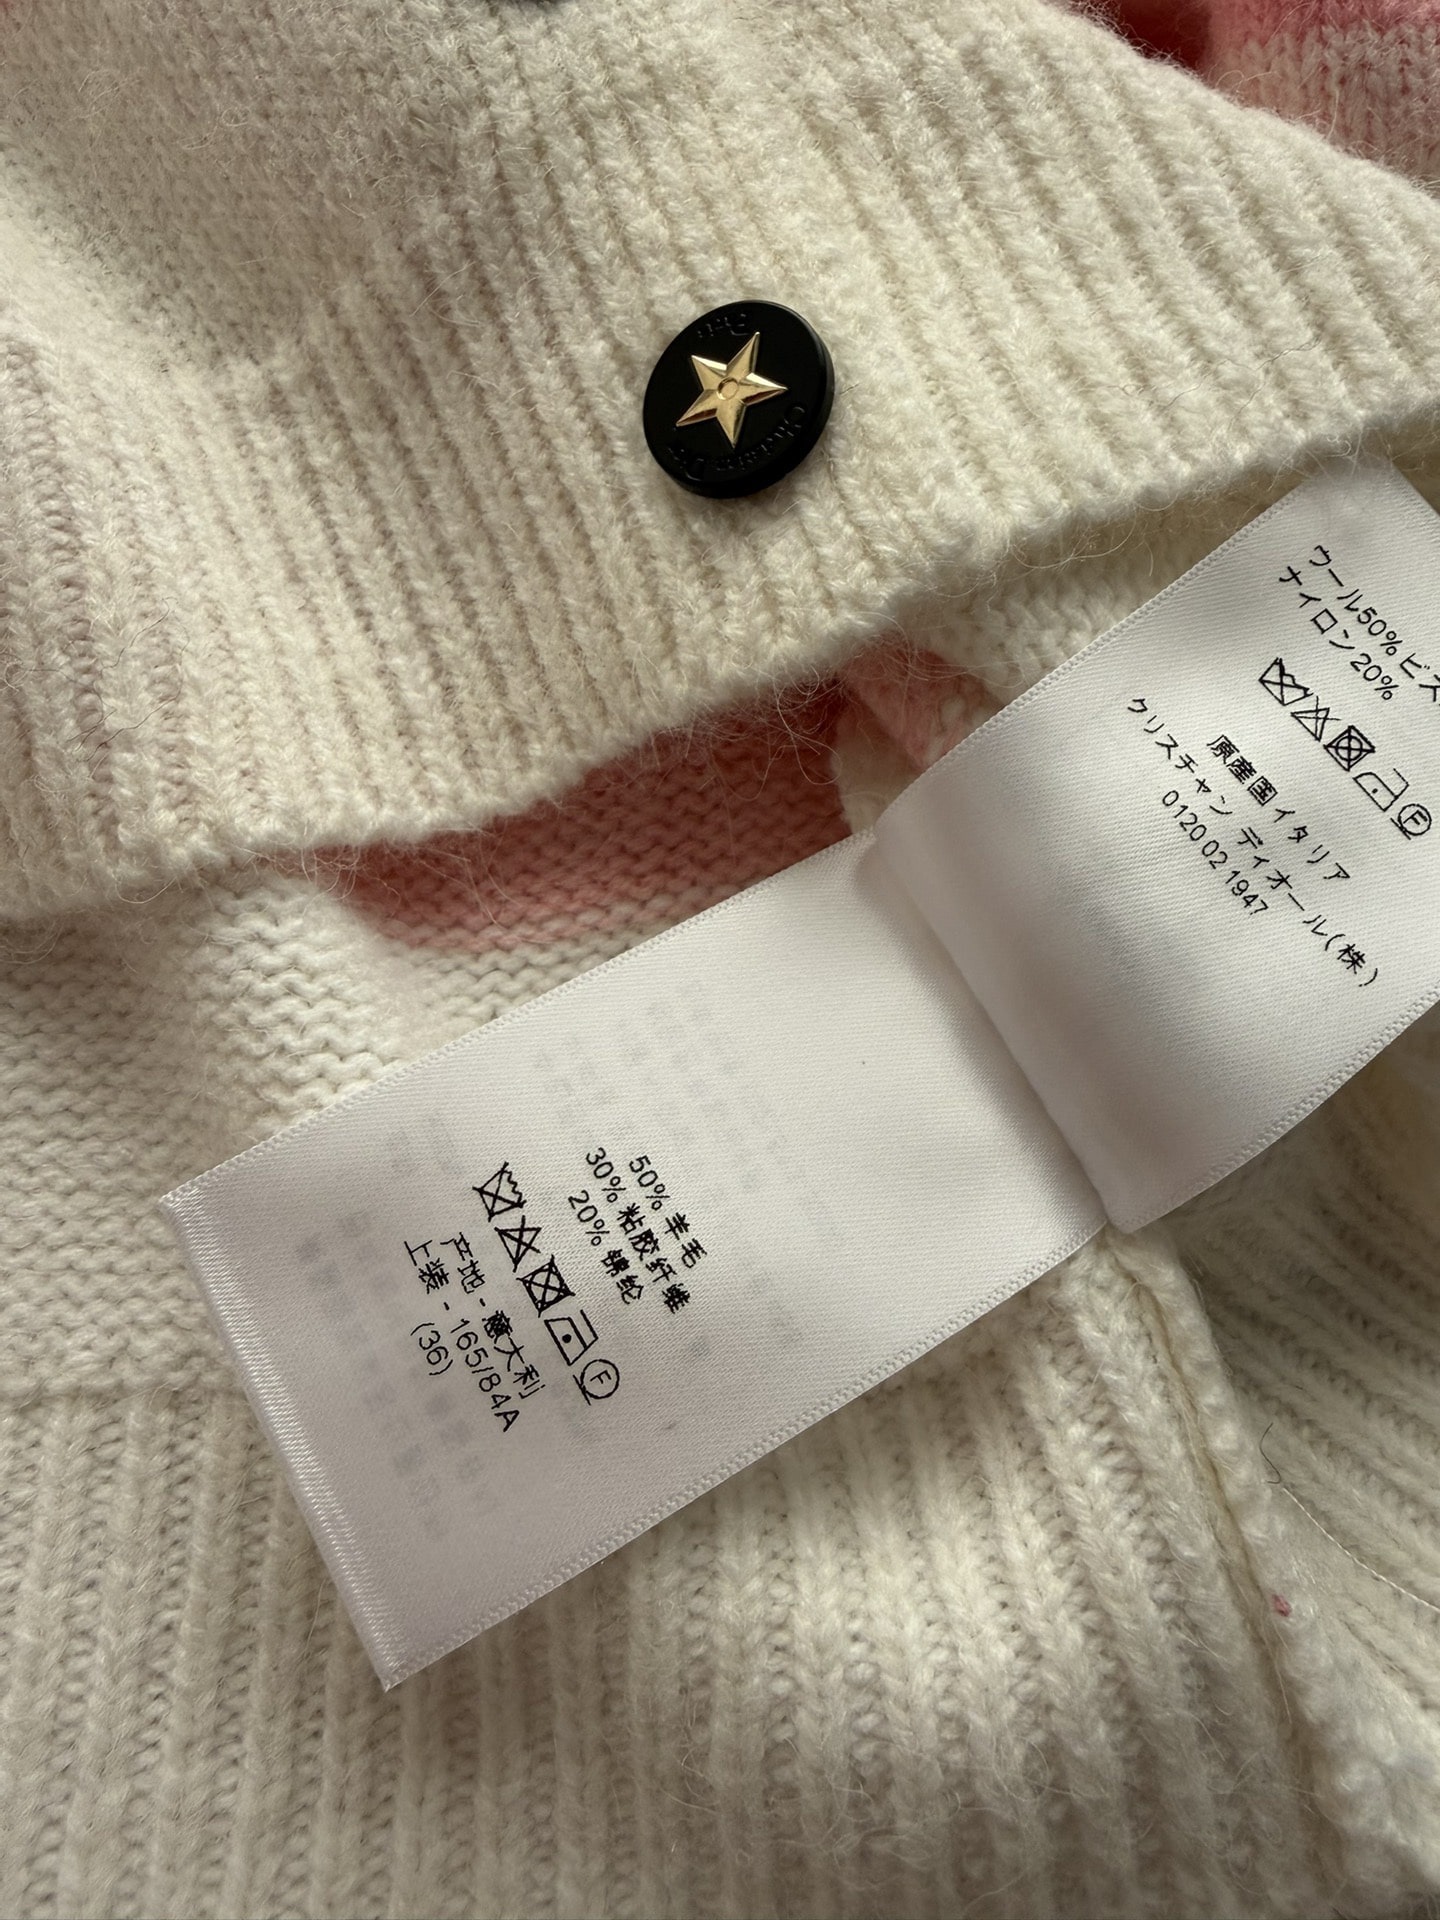 Christian Dior
ウール50% ビス
ナイロン20%
F
原産国 イタリア
クリスチャン ディオール(株)
0120 02 1947
50% 羊毛
30% 粘胶纤维
20% 锦纶
F
产地 - 意大利
上装 - 165/84A
(36)